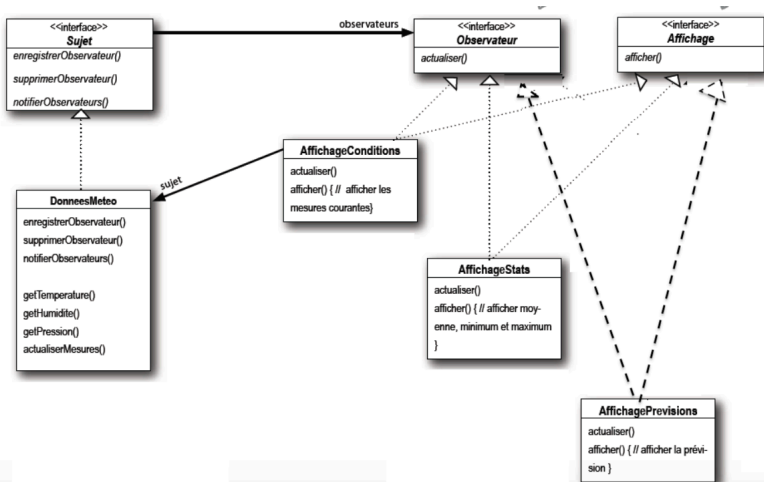 <<interface>>
Sujet
enregistrerObservateur()
supprimerObservateur()
notifierObservateurs()
observateurs
<<interface>>
Observateur
actualiser()
<<interface>>
Affichage
afficher()
sujet
DonneesMeteo
enregistrerObservateur()
supprimerObservateur()
notifierObservateurs()
getTemperature()
getHumidite()
getPression()
actualiserMesures()
AffichageConditions
actualiser()
afficher() { // afficher les
mesures courantes}
AffichageStats
actualiser()
afficher() { // afficher moy-
enne, minimum et maximum
}
AffichagePrevisions
actualiser()
afficher() { // afficher la prévi-
sion }